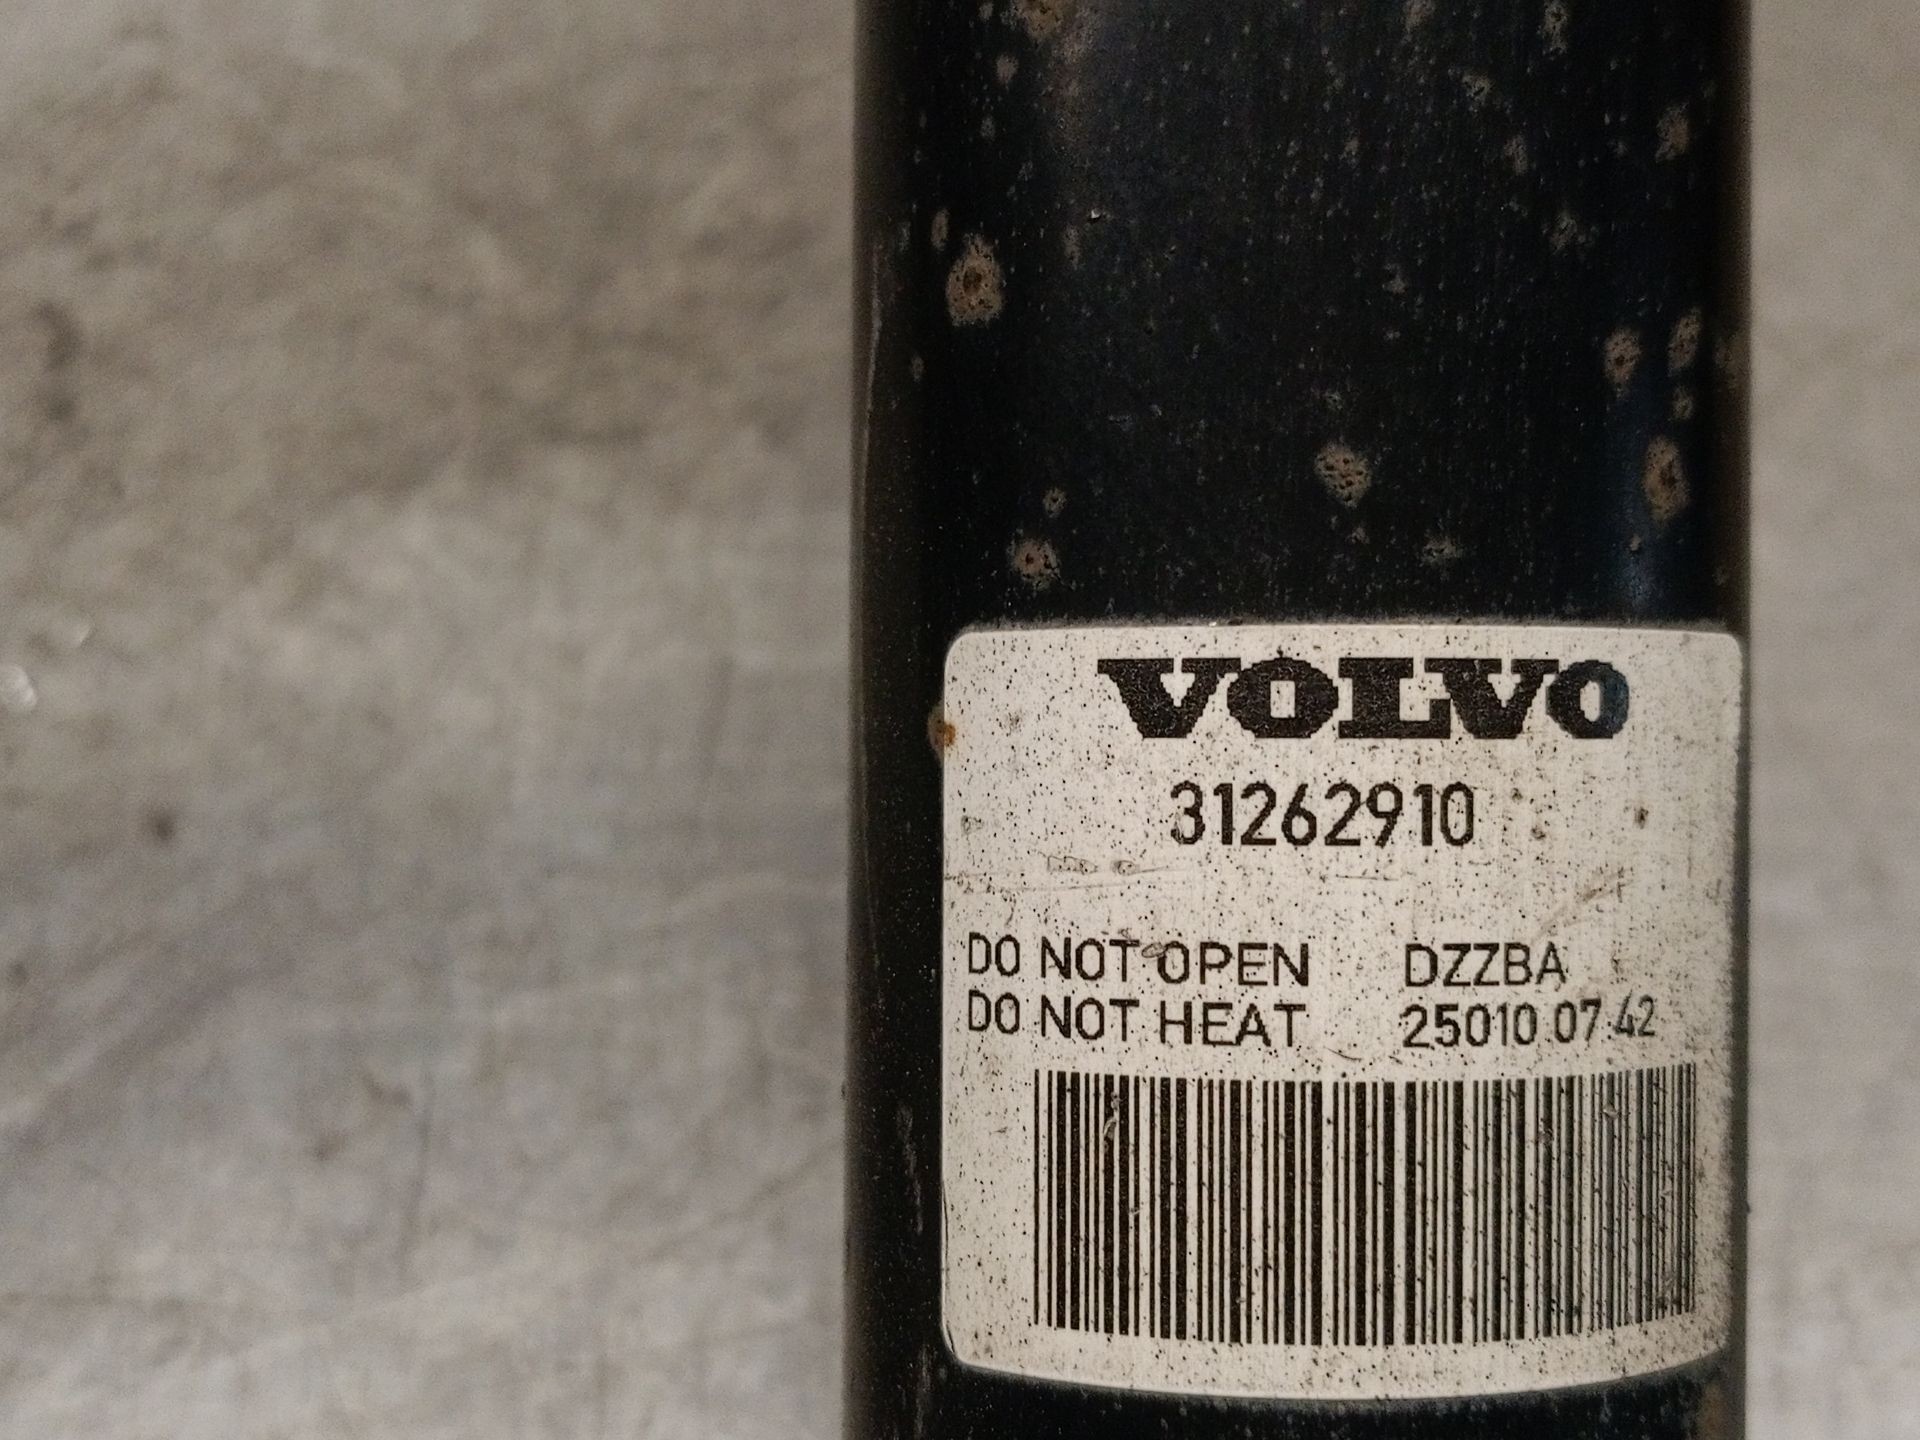 VOLVO
31262910
DO NOT OPEN DZZBA
DO NOT HEAT 25010 07 42